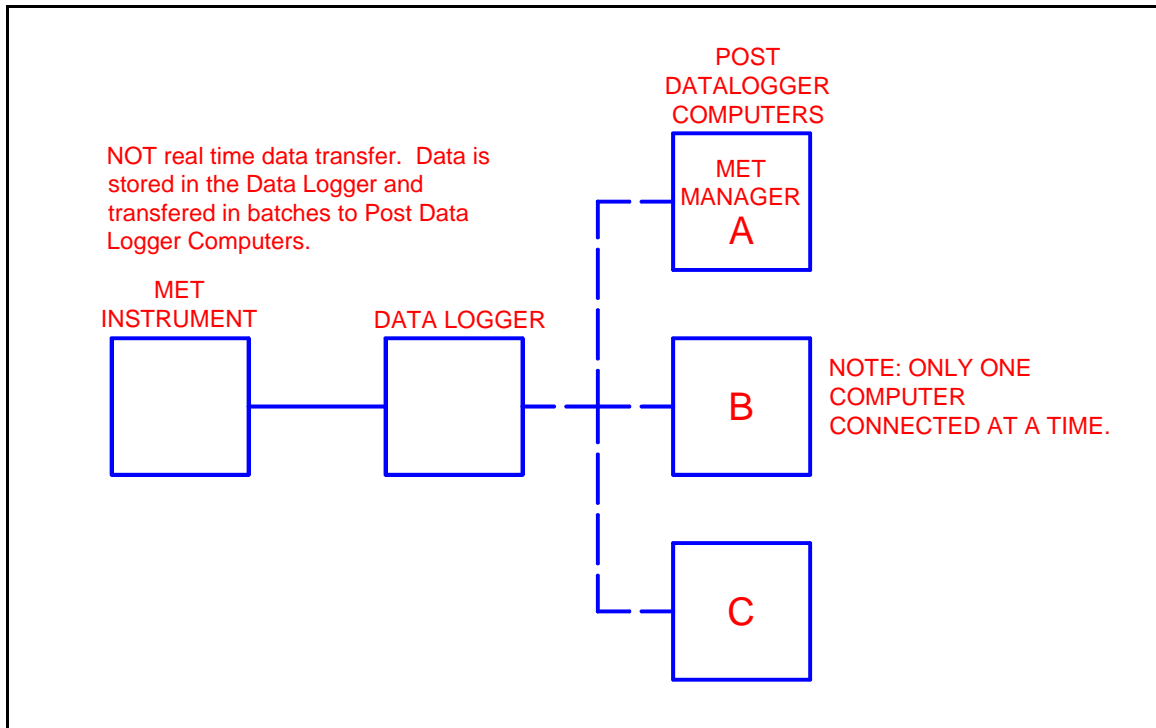 POST
DATALOGGER
COMPUTERS
NOT real time data transfer. Data is
stored in the Data Logger and
transfered in batches to Post Data
Logger Computers.
MET
MANAGER
A
MET
INSTRUMENT
DATA LOGGER
B
NOTE: ONLY ONE
COMPUTER
CONNECTED AT A TIME.
C